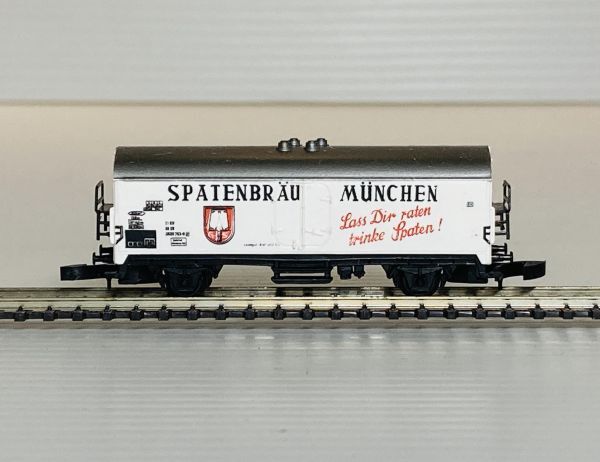 SPATENBRÄU MÜNCHEN
Lass Dir raten
trinke Spaten!